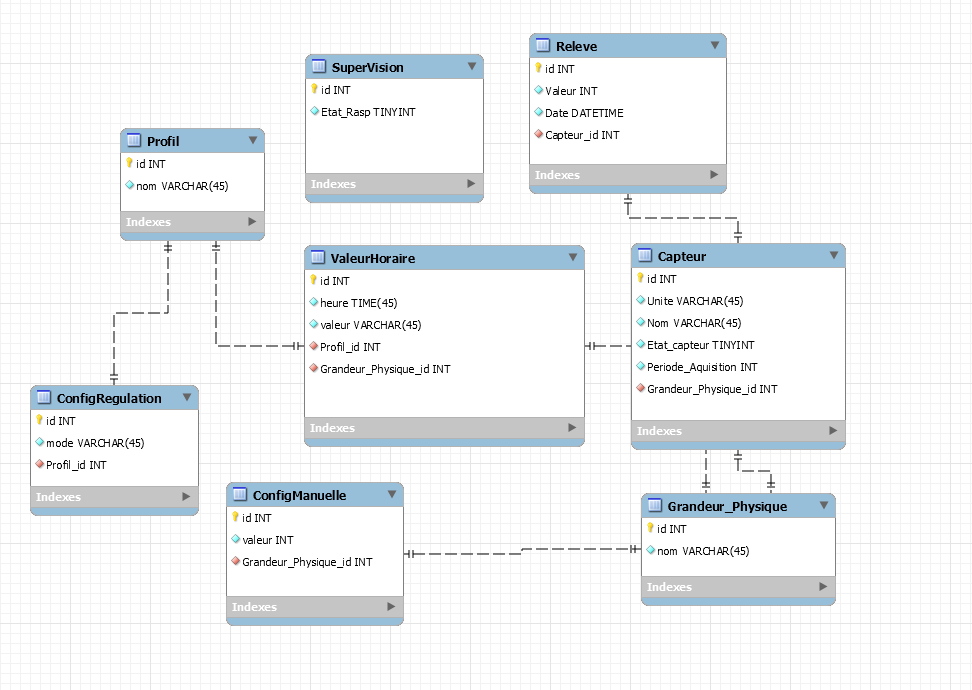 SuperVision
id INT
Etat_Rasp TINYINT
Indexes
Releve
id INT
Valeur INT
Date DATETIME
Capteur_id INT
Indexes
Profil
id INT
nom VARCHAR(45)
Indexes
ValeurHoraire
id INT
heure TIME(45)
valeur VARCHAR(45)
Profil_id INT
Grandeur_Physique_id INT
Indexes
Capteur
id INT
Unite VARCHAR(45)
Nom VARCHAR(45)
Etat_capteur TINYINT
Periode_Aquisition INT
Grandeur_Physique_id INT
Indexes
ConfigRegulation
id INT
mode VARCHAR(45)
Profil_id INT
Indexes
ConfigManuelle
id INT
valeur INT
Grandeur_Physique_id INT
Indexes
Grandeur_Physique
id INT
nom VARCHAR(45)
Indexes